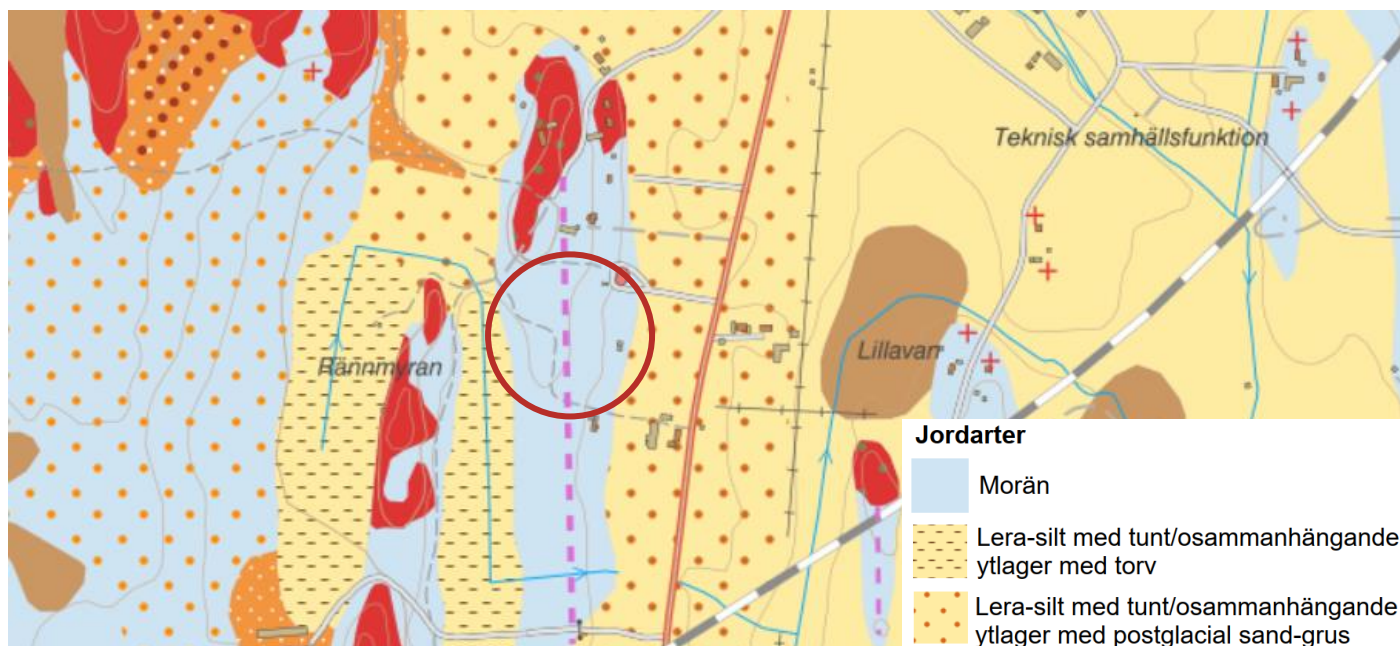 Teknisk samhällsfunktion
Rännmyran
Lillavan
Jordarter
Morän
Lera-silt med tunt/osammanhängande
ytlager med torv
Lera-silt med tunt/osammanhängande
ytlager med postglacial sand-grus